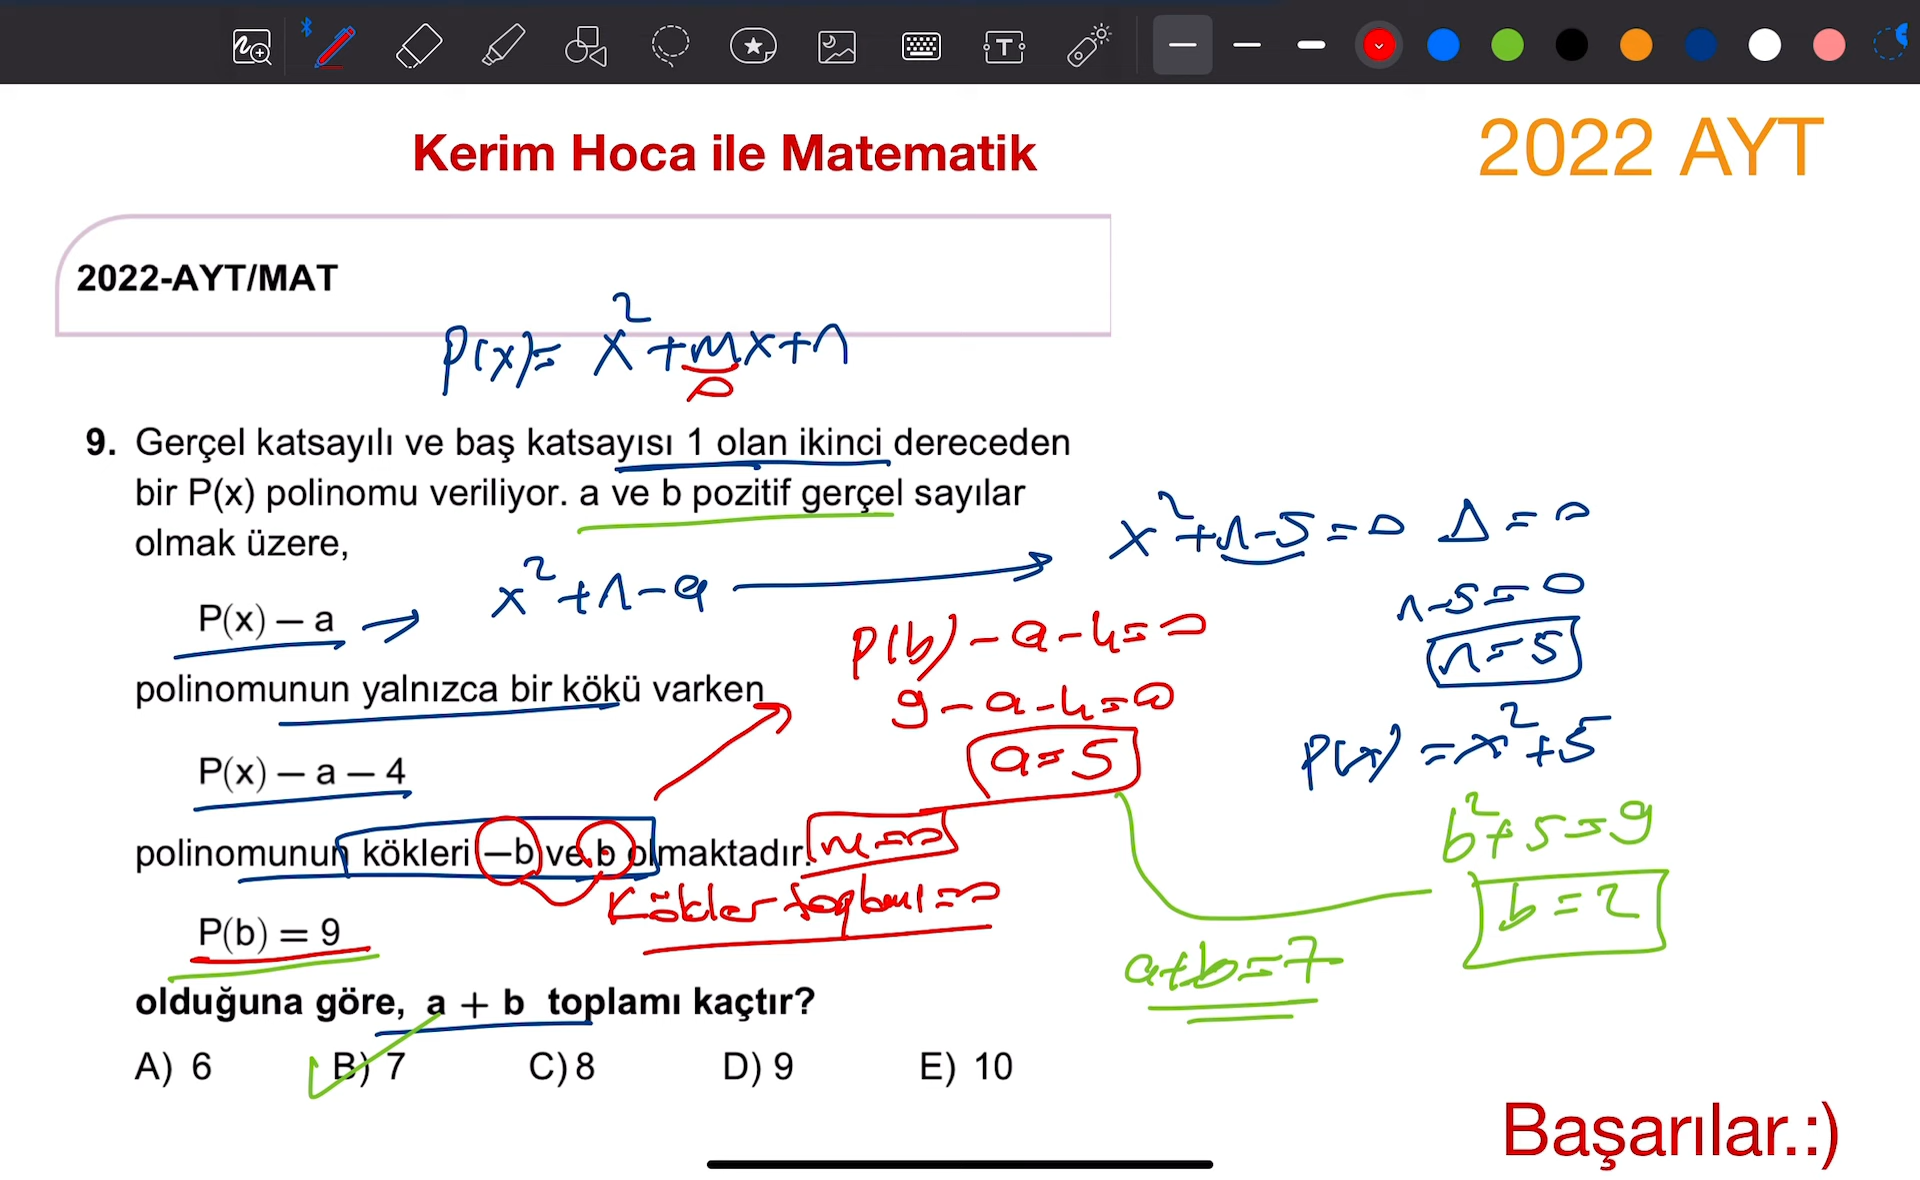 Kerim Hoca ile Matematik
2022 AYT
2022-AYT/MAT
P(x)= x²+mx+n
0
9. Gerçel katsayılı ve baş katsayısı 1 olan ikinci dereceden
bir P(x) polinomu veriliyor. a ve b pozitif gerçel sayılar
olmak üzere,
P(x) – a → x²+n-a → x²+n-5=0 Δ=0
n-5=0
n=5
polinomunun yalnızca bir kökü varken
P(b)-a-4=0
9-a-4=0
a=5
P(x)=x²+5
P(x) – a – 4
polinomunun kökleri –b ve b olmaktadır.
m=0
Kökler toplamı=0
b²+5=9
b=2
P(b) = 9
a+b=7
olduğuna göre, a + b toplamı kaçtır?
A) 6 B) 7 C) 8 D) 9 E) 10
Başarılar.:)